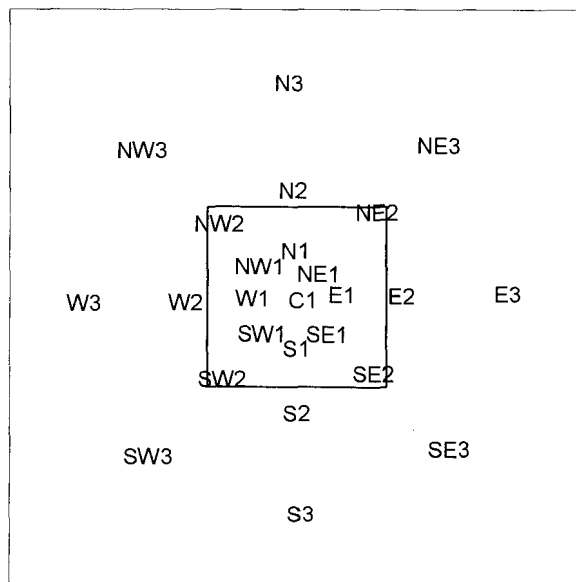 N3
NW3 NE3
N2
NW2 NE2
N1
NW1 NE1
W3 W2 W1 C1 E1 E2 E3
SW1 S1 SE1
SW2 SE2
S2
SW3 SE3
S3